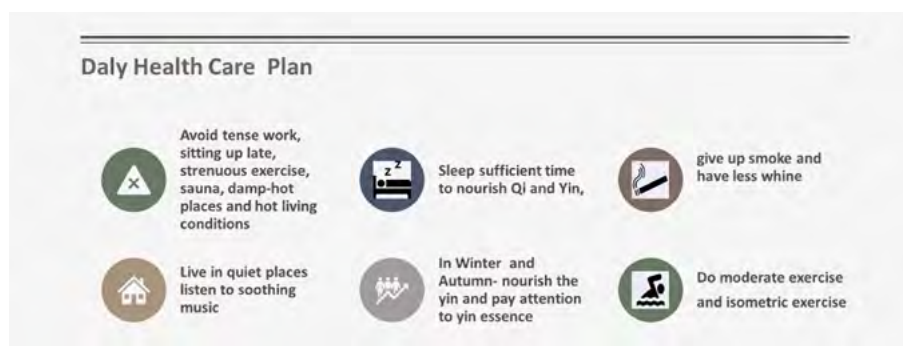 Daly Health Care Plan
Avoid tense work,
sitting up late,
strenuous exercise,
sauna, damp-hot
places and hot living
conditions
z z
Sleep sufficient time
to nourish Qi and Yin,
give up smoke and
have less whine
Live in quiet places
listen to soothing
music
In Winter and
Autumn- nourish the
yin and pay attention
to yin essence
Do moderate exercise
and isometric exercise